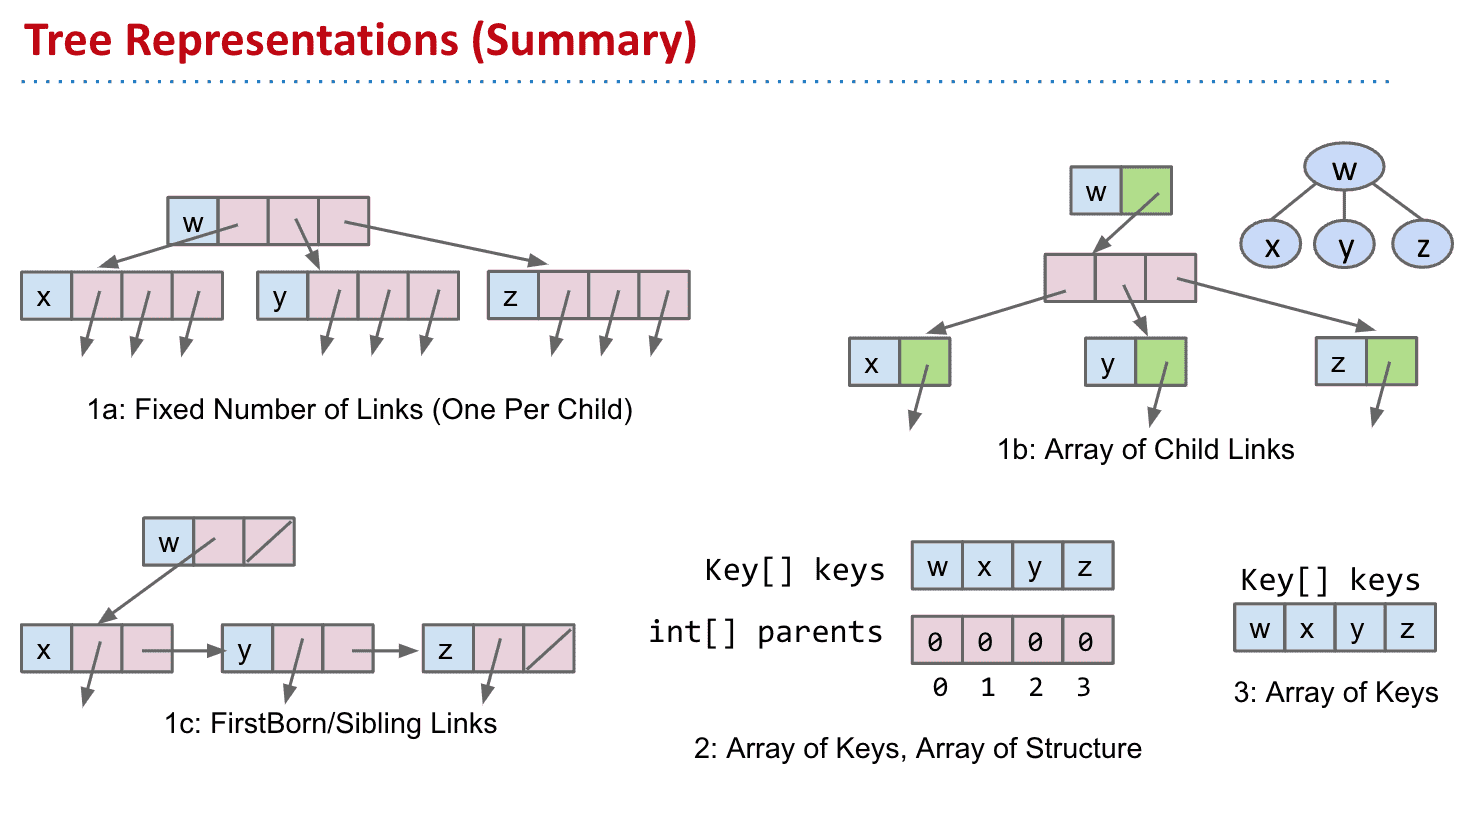 Tree Representations (Summary)
w
x
y
z
1a: Fixed Number of Links (One Per Child)
w
x
y
z
1b: Array of Child Links
w
x y z
w
x
y
z
1c: FirstBorn/Sibling Links
Key[] keys
w x y z
int[] parents
0 0 0 0
0 1 2 3
2: Array of Keys, Array of Structure
Key[] keys
w x y z
3: Array of Keys